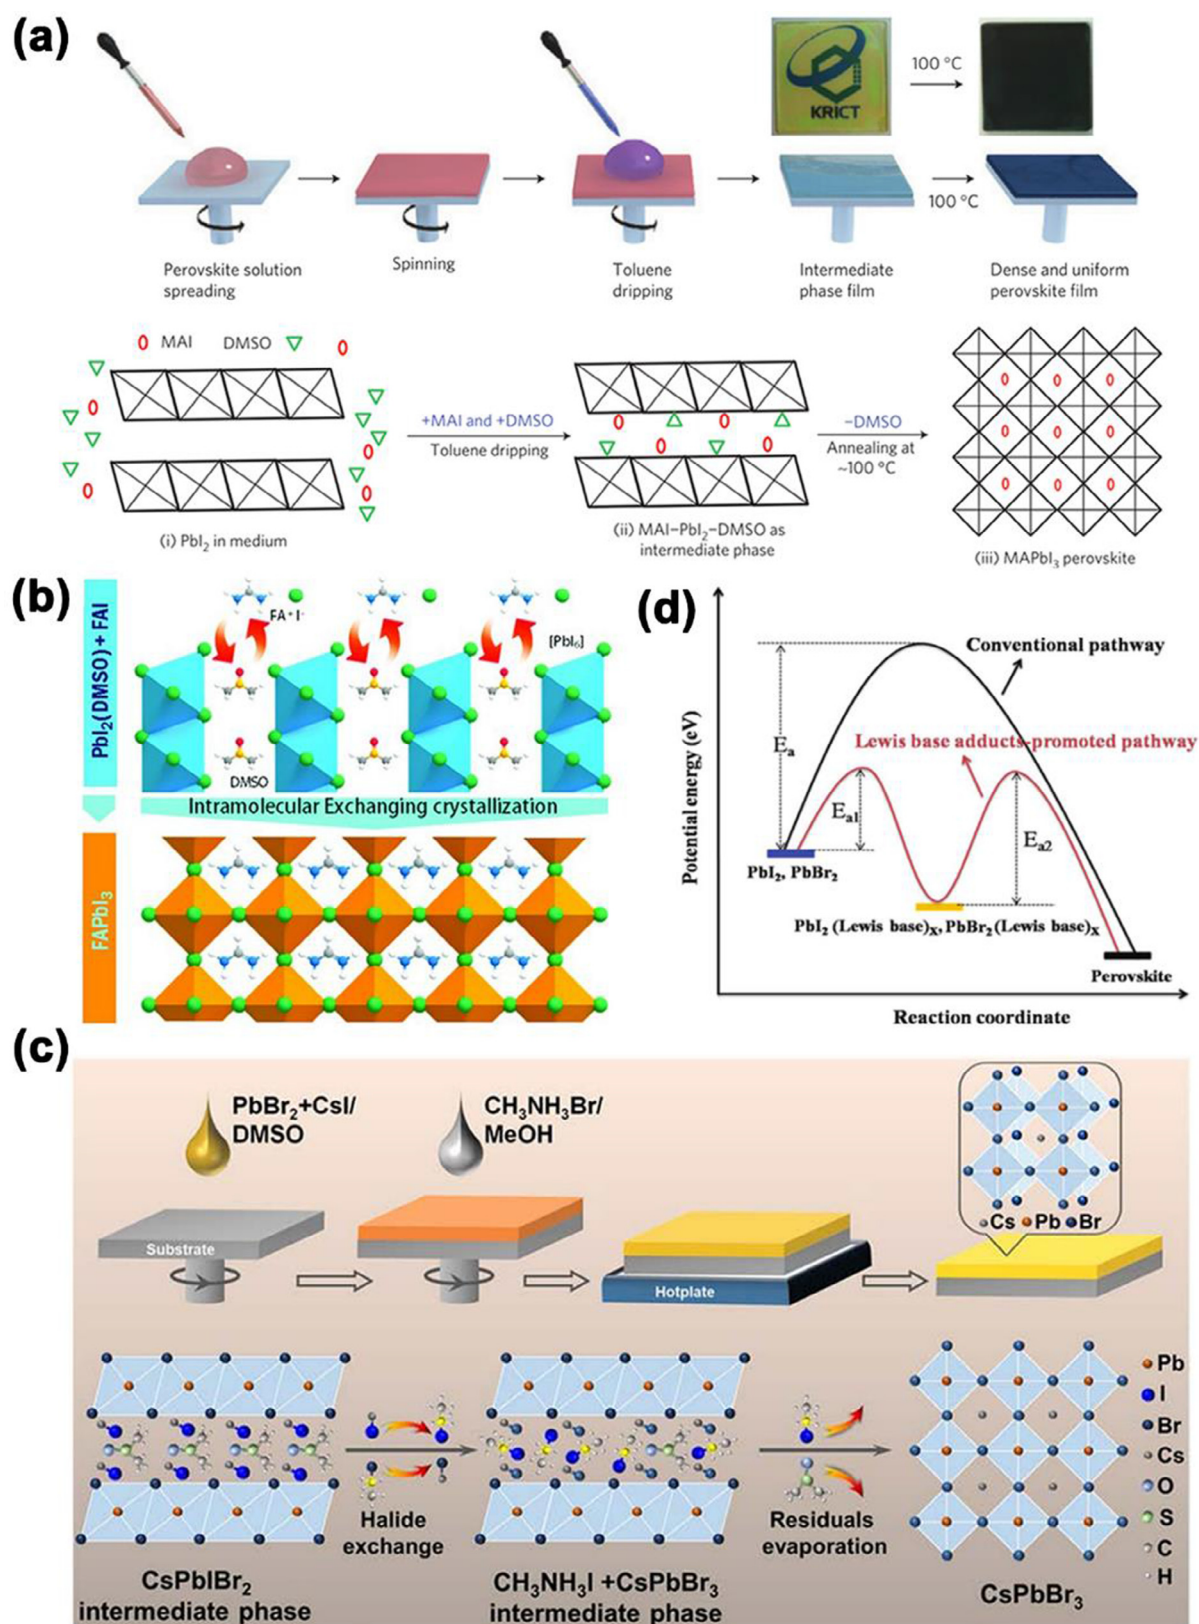 (a)
KRICT
100 °C
100 °C
Perovskite solution
spreading
Spinning
Toluene
dripping
Intermediate
phase film
Dense and uniform
perovskite film
MAI DMSO
+MAI and +DMSO
Toluene dripping
–DMSO
Annealing at
~100 °C
(i) PbI₂ in medium
(ii) MAI–PbI₂–DMSO as
intermediate phase
(iii) MAPbI₃ perovskite
(b)
PbI₂(DMSO) + FAI
FA⁺I⁻
[PbI₆]
DMSO
Intramolecular Exchanging crystallization
FAPbI₃
(d)
Potential energy (eV)
Conventional pathway
Lewis base adducts-promoted pathway
Eₐ
Eₐ₁
Eₐ₂
PbI₂, PbBr₂
PbI₂ (Lewis base)ₓ, PbBr₂ (Lewis base)ₓ
Perovskite
Reaction coordinate
(c)
PbBr₂+CsI/
DMSO
CH₃NH₃Br/
MeOH
Substrate
Hotplate
Cs Pb Br
Halide
exchange
Residuals
evaporation
Pb
I
Br
Cs
O
S
C
H
CsPbIBr₂
intermediate phase
CH₃NH₃I +CsPbBr₃
intermediate phase
CsPbBr₃